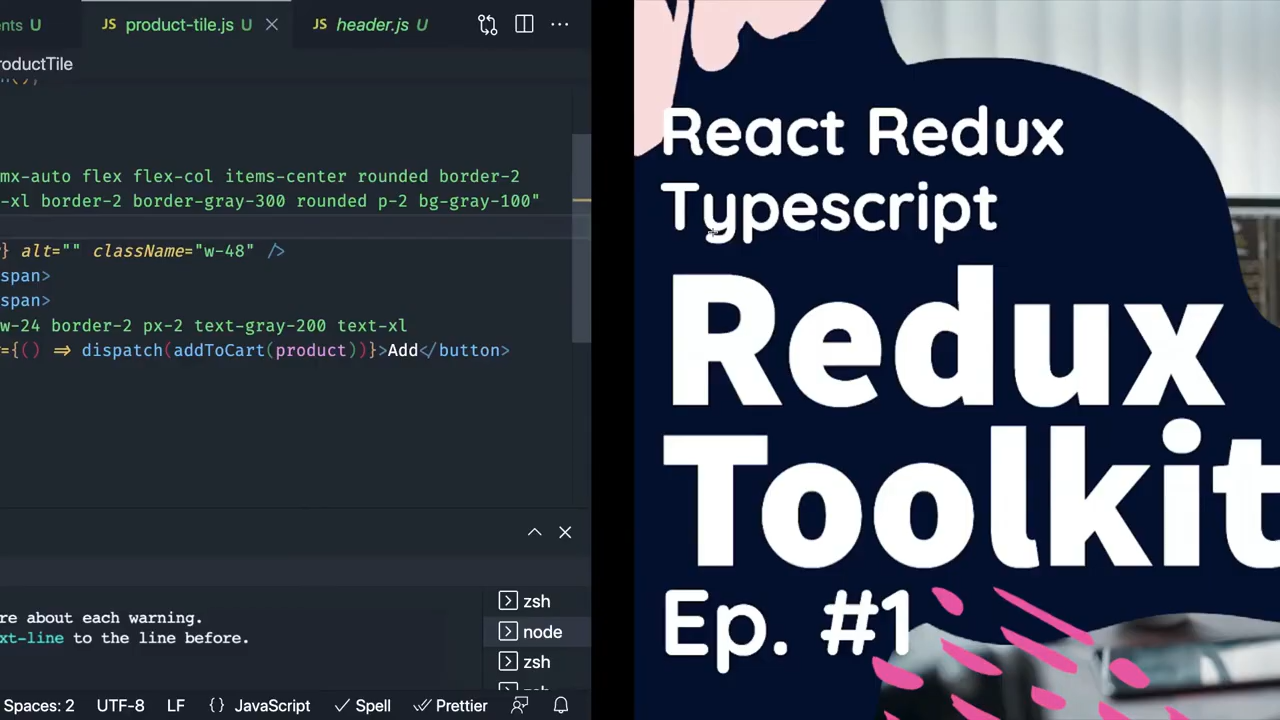 ents U
JS product-tile.js U
JS header.js U
roductTile
mx-auto flex flex-col items-center rounded border-2
-xl border-2 border-gray-300 rounded p-2 bg-gray-100"
} alt="" className="w-48" />
span>
span>
w-24 border-2 px-2 text-gray-200 text-xl
={() => dispatch(addToCart(product))}>Add</button>
re about each warning.
xt-line to the line before.
zsh
node
zsh
Spaces: 2 UTF-8 LF {} JavaScript Spell Prettier
React Redux
Typescript
Redux
Toolkit
Ep. #1